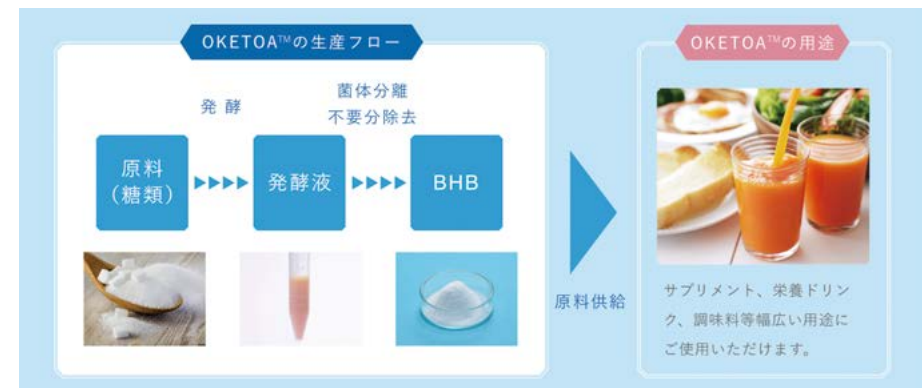 OKETOA™の生産フロー
発酵
菌体分離
不要分除去
原料
(糖類)
発酵液
BHB
原料供給
OKETOA™の用途
サプリメント、栄養ドリン
ク、調味料等幅広い用途に
ご使用いただけます。